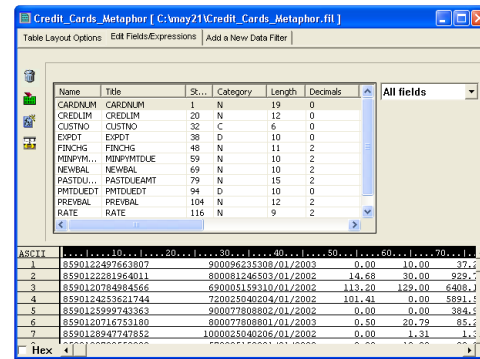 Credit_Cards_Metaphor [ C:\may21\Credit_Cards_Metaphor.fil ]
Table Layout Options Edit Fields/Expressions Add a New Data Filter
Name Title St... Category Length Decimals All fields
CARDNUM CARDNUM 1 N 19 0
CREDLIM CREDLIM 20 N 12 0
CUSTNO CUSTNO 32 C 6 0
EXPDT EXPDT 38 D 10 0
FINCHG FINCHG 48 N 11 2
MINPYM... MINPYMTDUE 59 N 10 2
NEWBAL NEWBAL 69 N 10 2
PASTDU... PASTDUEAMT 79 N 15 2
PMTDUEDT PMTDUEDT 94 D 10 0
PREVBAL PREVBAL 104 N 12 2
RATE RATE 116 N 9 2
ASCII ....|....10...|....20...|....30...|....40...|....50...|....60...|....70...|..
1 8590122497663807 900096235308/01/2003 0.00 10.00 37.2
2 8590122281964011 800081246503/01/2002 14.68 30.00 929.7
3 8590120784984566 690005159310/01/2002 113.20 129.00 6408.1
4 8590124253621744 720025040204/01/2002 101.41 0.00 5891.5
5 8590125999743363 900077808802/01/2002 0.00 0.00 384.9
6 8590120716753180 800077808801/01/2003 0.50 20.79 85.2
7 8590128947747852 1000025040206/01/2002 0.00 1.31 1.3
Hex